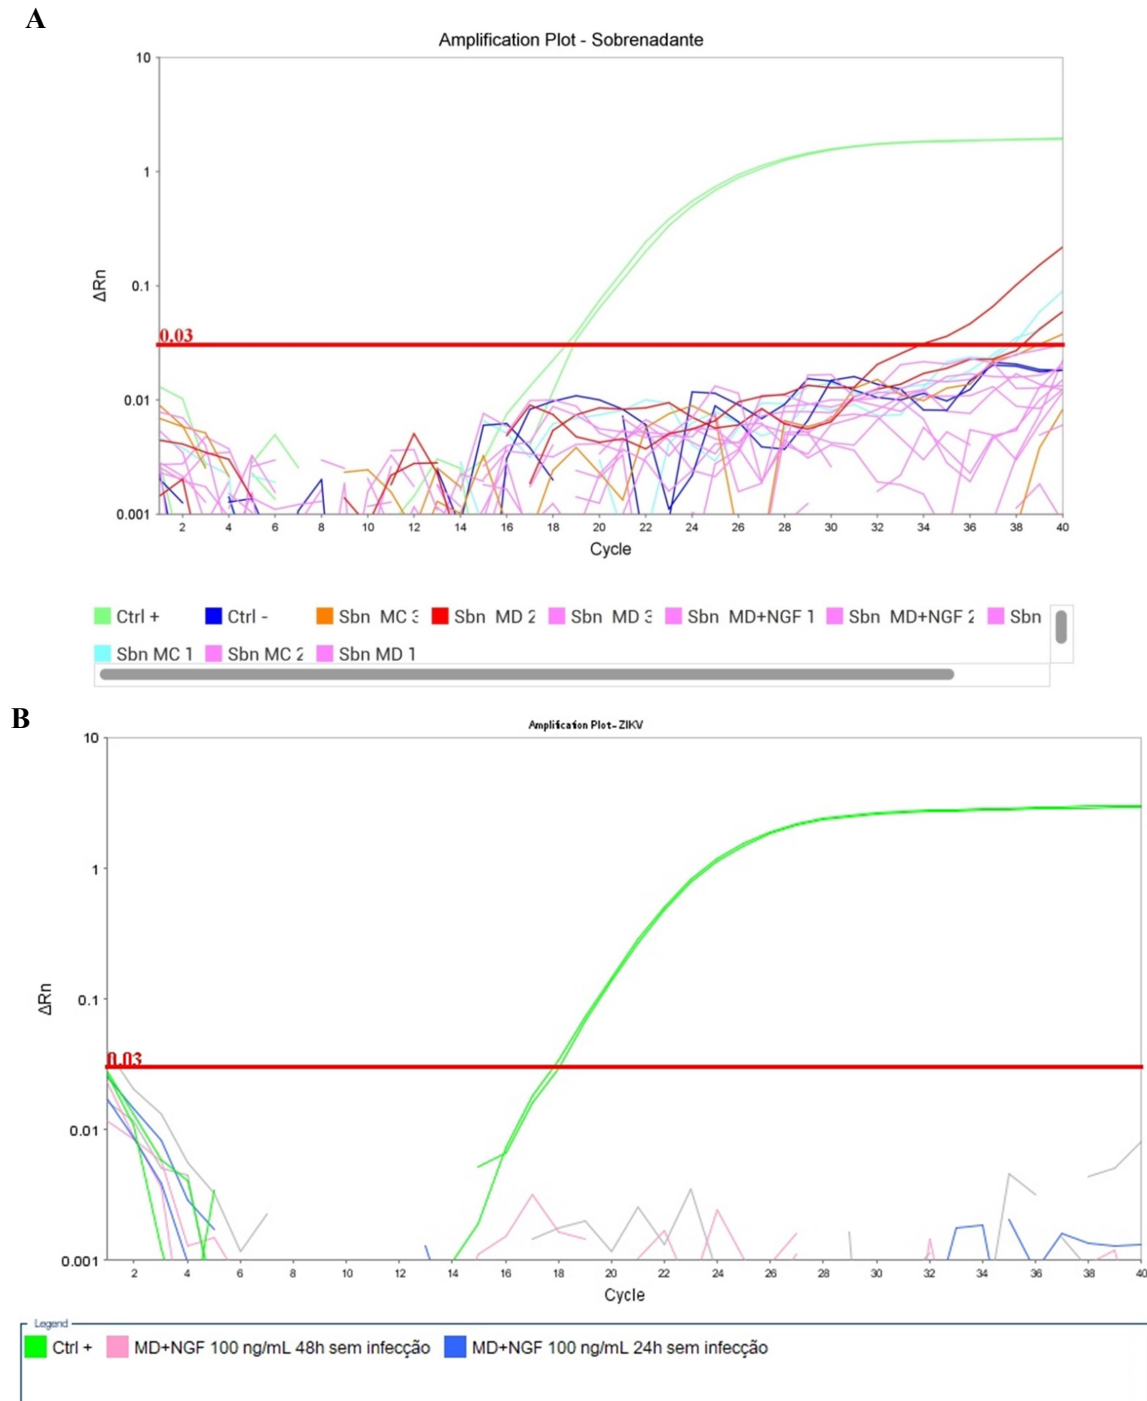 A
Amplification Plot - Sobrenadante
10
1
0.1
0.01
0.001
ΔRn
0.03
2 4 6 8 10 12 14 16 18 20 22 24 26 28 30 32 34 36 38 40
Cycle
Ctrl + Ctrl - Sbn MC 3 Sbn MD 2 Sbn MD 3 Sbn MD+NGF 1 Sbn MD+NGF 2 Sbn
Sbn MC 1 Sbn MC 2 Sbn MD 1
B
Amplification Plot- ZIKV
10
1
0.1
0.01
0.001
ΔRn
0.03
2 4 6 8 10 12 14 16 18 20 22 24 26 28 30 32 34 36 38 40
Cycle
Legend
Ctrl + MD+NGF 100 ng/mL 48h sem infecção MD+NGF 100 ng/mL 24h sem infecção